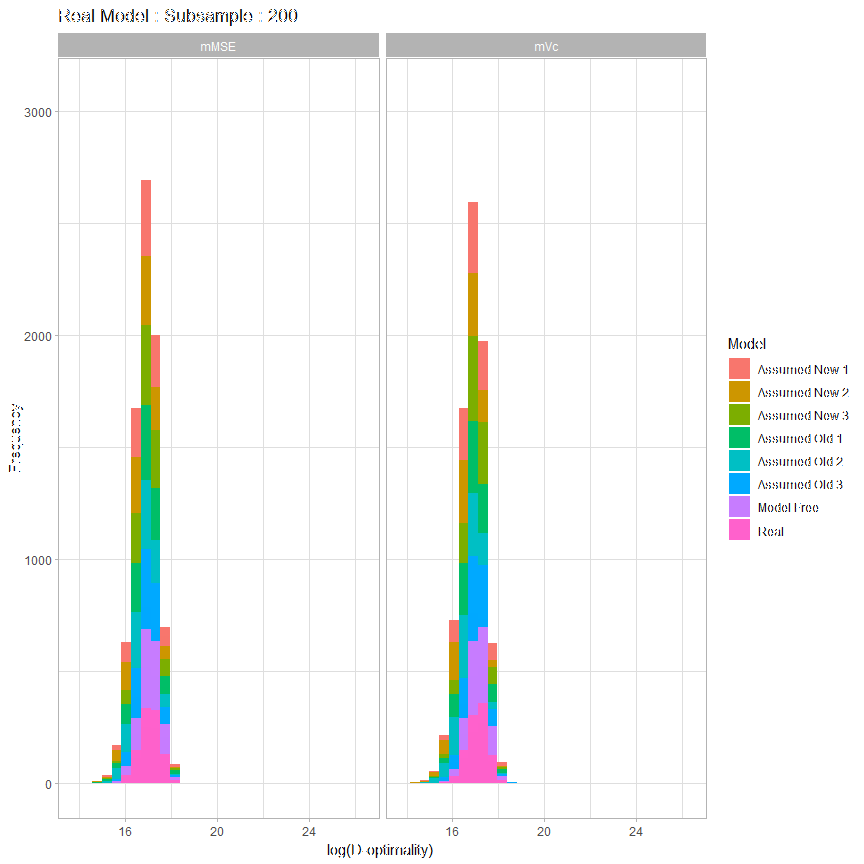 Real Model : Subsample : 200
mMSE
mVc
3000
2000
1000
0
Frequency
16
20
24
16
20
24
log(D-optimality)
Model
Assumed New 1
Assumed New 2
Assumed New 3
Assumed Old 1
Assumed Old 2
Assumed Old 3
Model Free
Real